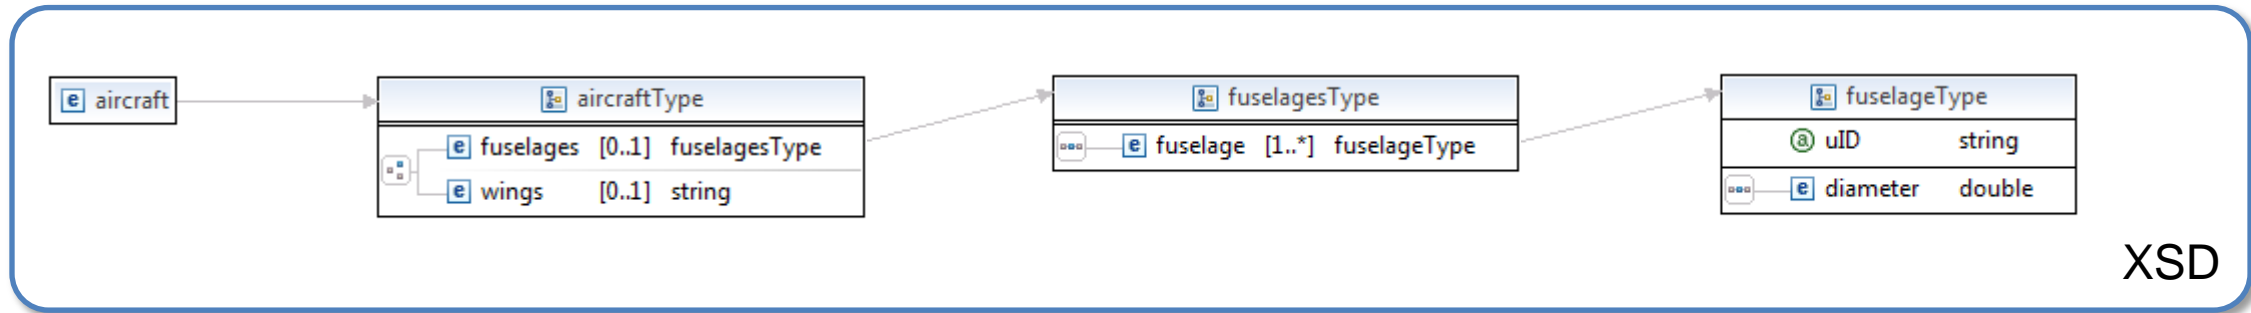 e aircraft
aircraftType
e fuselages [0..1] fuselagesType
e wings [0..1] string
fuselagesType
e fuselage [1..*] fuselageType
fuselageType
a uID string
e diameter double
XSD